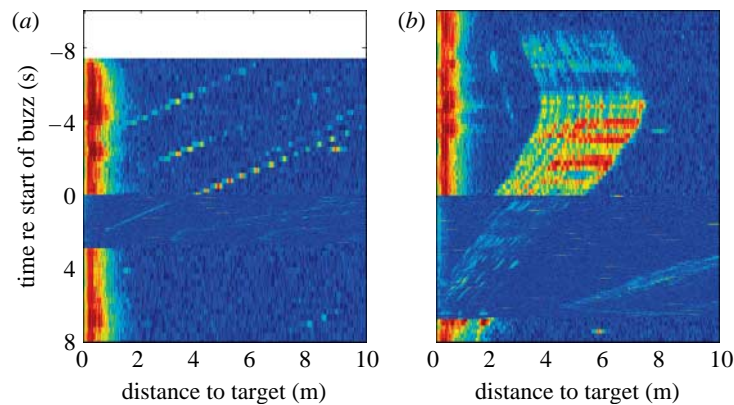 (a)
(b)
time re start of buzz (s)
−8
−4
0
4
8
0 2 4 6 8 10
0 2 4 6 8 10
distance to target (m)
distance to target (m)